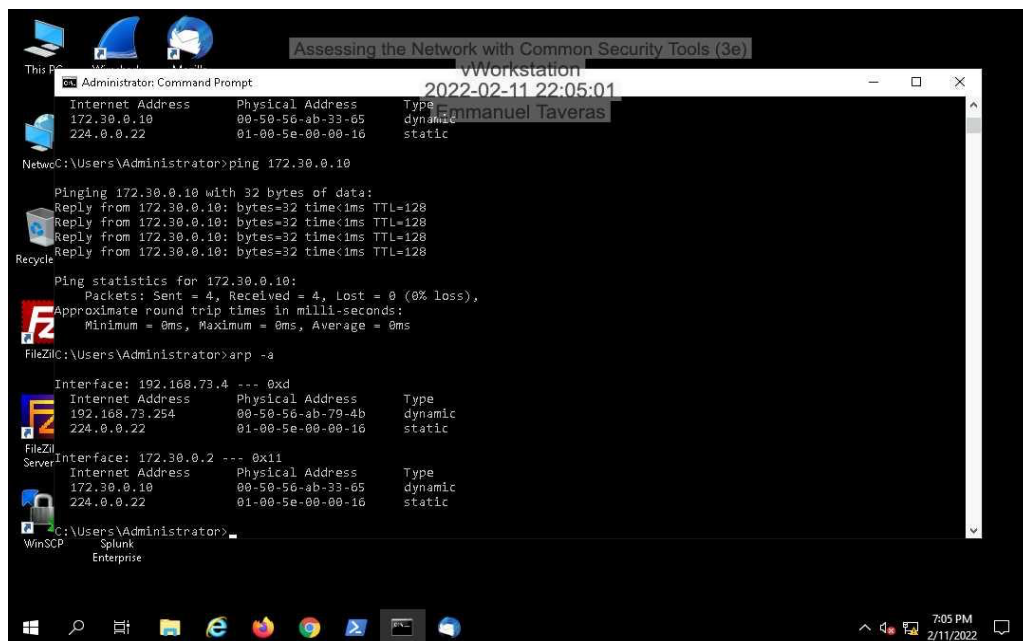 Assessing the Network with Common Security Tools (3e)
vWorkstation
2022-02-11 22:05:01
Emmanuel Taveras
This
Administrator: Command Prompt
Internet Address Physical Address Type
172.30.0.10 00-50-56-ab-33-65 dynamic
224.0.0.22 01-00-5e-00-00-16 static
C:\Users\Administrator>ping 172.30.0.10
Pinging 172.30.0.10 with 32 bytes of data:
Reply from 172.30.0.10: bytes=32 time<1ms TTL=128
Reply from 172.30.0.10: bytes=32 time<1ms TTL=128
Reply from 172.30.0.10: bytes=32 time<1ms TTL=128
Reply from 172.30.0.10: bytes=32 time<1ms TTL=128
Ping statistics for 172.30.0.10:
Packets: Sent = 4, Received = 4, Lost = 0 (0% loss),
Approximate round trip times in milli-seconds:
Minimum = 0ms, Maximum = 0ms, Average = 0ms
C:\Users\Administrator>arp -a
Interface: 192.168.73.4 --- 0xd
Internet Address Physical Address Type
192.168.73.254 00-50-56-ab-79-4b dynamic
224.0.0.22 01-00-5e-00-00-16 static
Interface: 172.30.0.2 --- 0x11
Internet Address Physical Address Type
172.30.0.10 00-50-56-ab-33-65 dynamic
224.0.0.22 01-00-5e-00-00-16 static
C:\Users\Administrator>
Netwo
Recycle
FileZil
FileZil
Server
WinSCP
Splunk
Enterprise
7:05 PM
2/11/2022